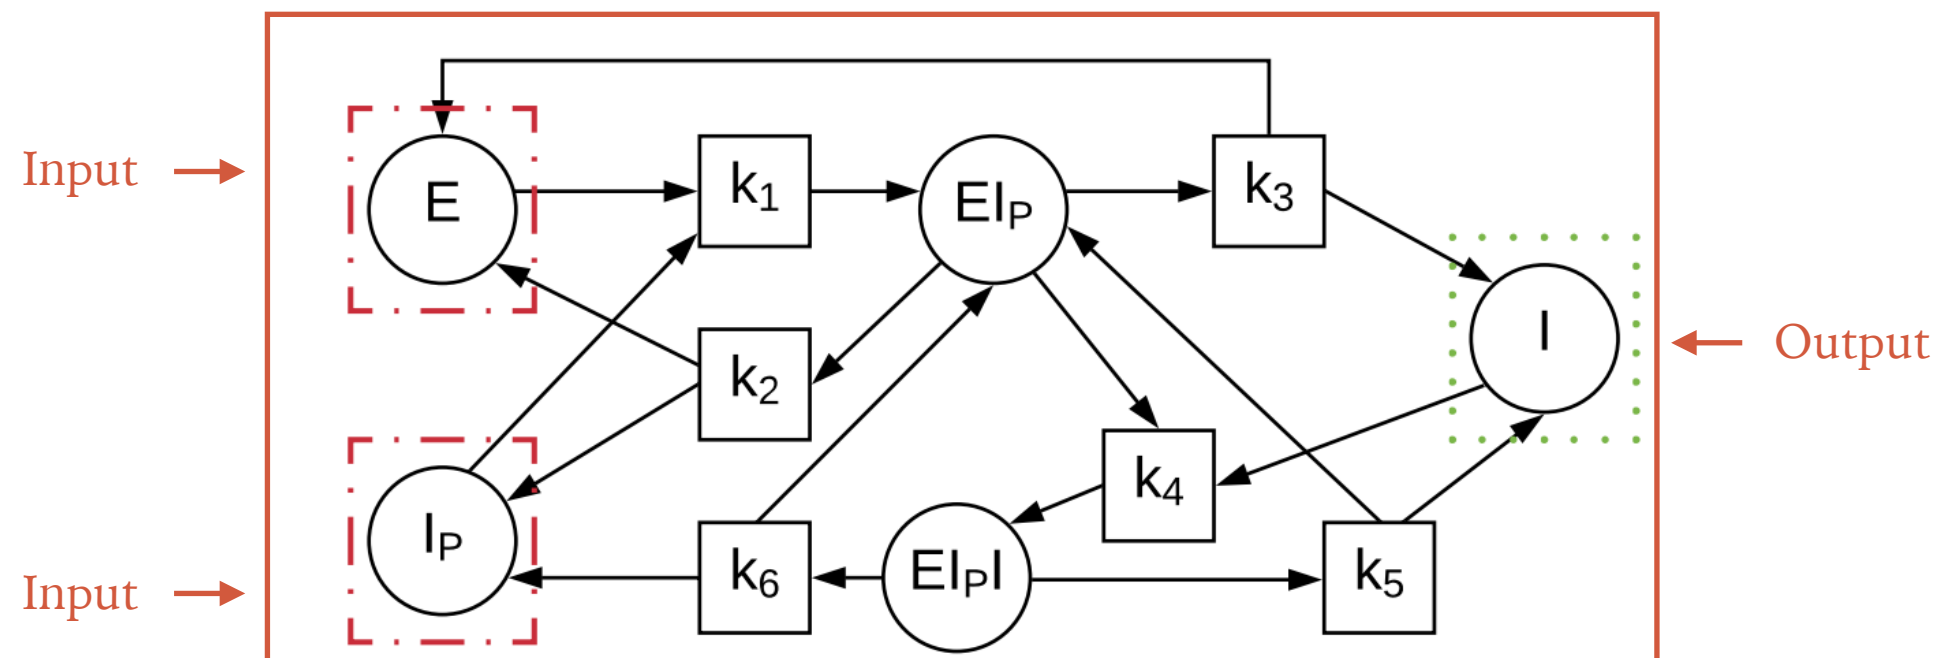 Input
E
k₁
EIₚ
k₃
I
Output
k₂
k₄
Iₚ
k₆
EIₚI
k₅
Input